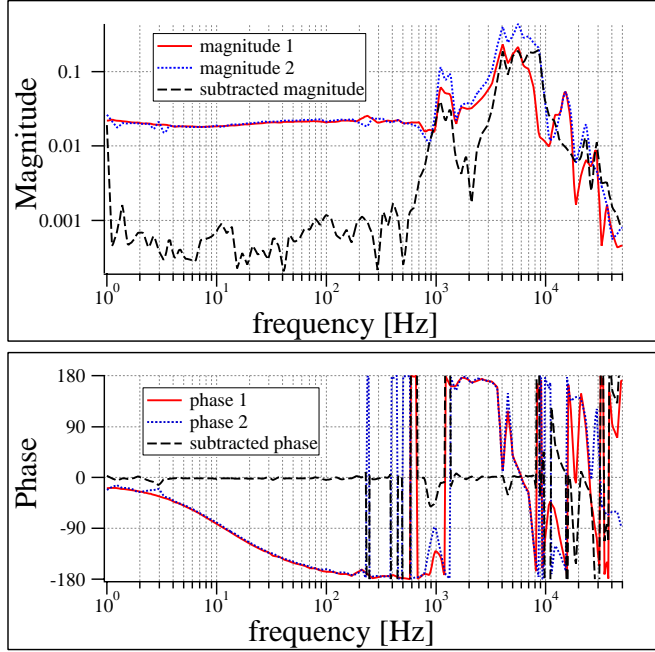 magnitude 1
magnitude 2
subtracted magnitude
Magnitude
0.1
0.01
0.001
10^0 10^1 10^2 10^3 10^4
frequency [Hz]
phase 1
phase 2
subtracted phase
Phase
180
90
0
-90
-180
10^0 10^1 10^2 10^3 10^4
frequency [Hz]